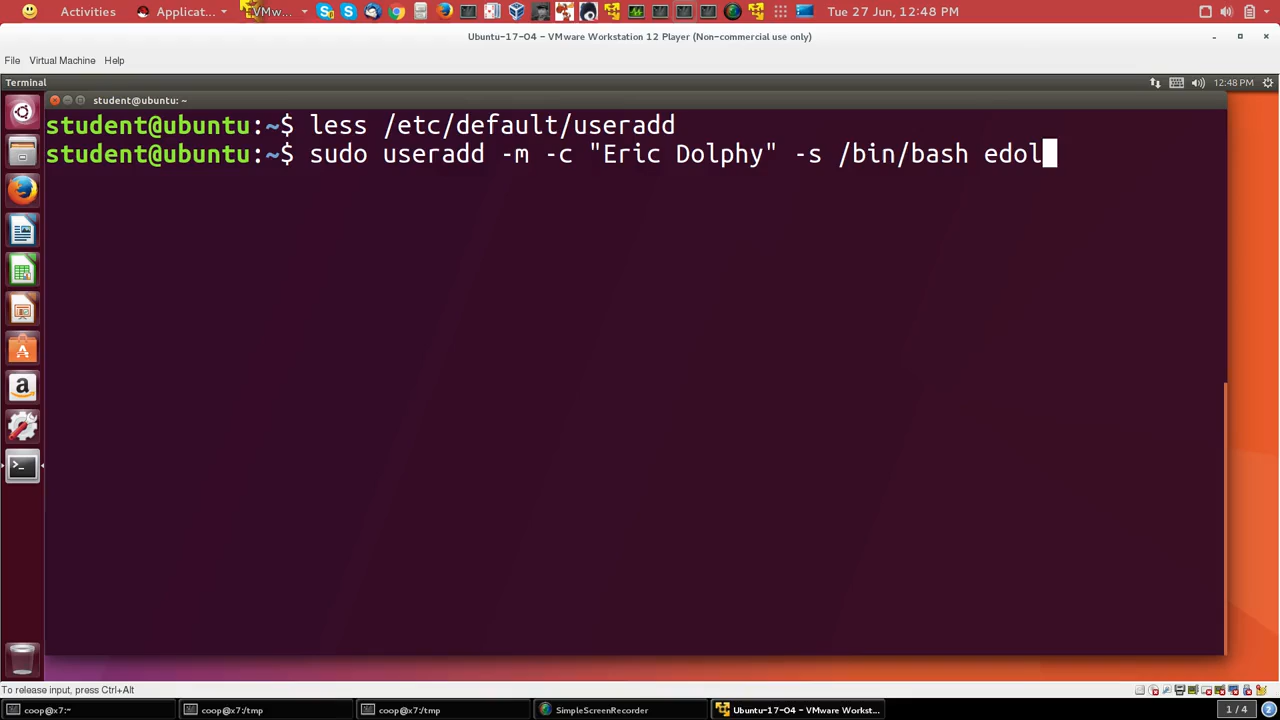 Activities Applicat... VMw... Tue 27 Jun, 12:48 PM
Ubuntu-17-04 - VMware Workstation 12 Player (Non-commercial use only)
File Virtual Machine Help
Terminal 12:48 PM
student@ubuntu: ~
student@ubuntu:~$ less /etc/default/useradd
student@ubuntu:~$ sudo useradd -m -c "Eric Dolphy" -s /bin/bash edol
To release input, press Ctrl+Alt
coop@x7:~ coop@x7:/tmp coop@x7:/tmp SimpleScreenRecorder Ubuntu-17-04 - VMware Workst... 1 / 4 2